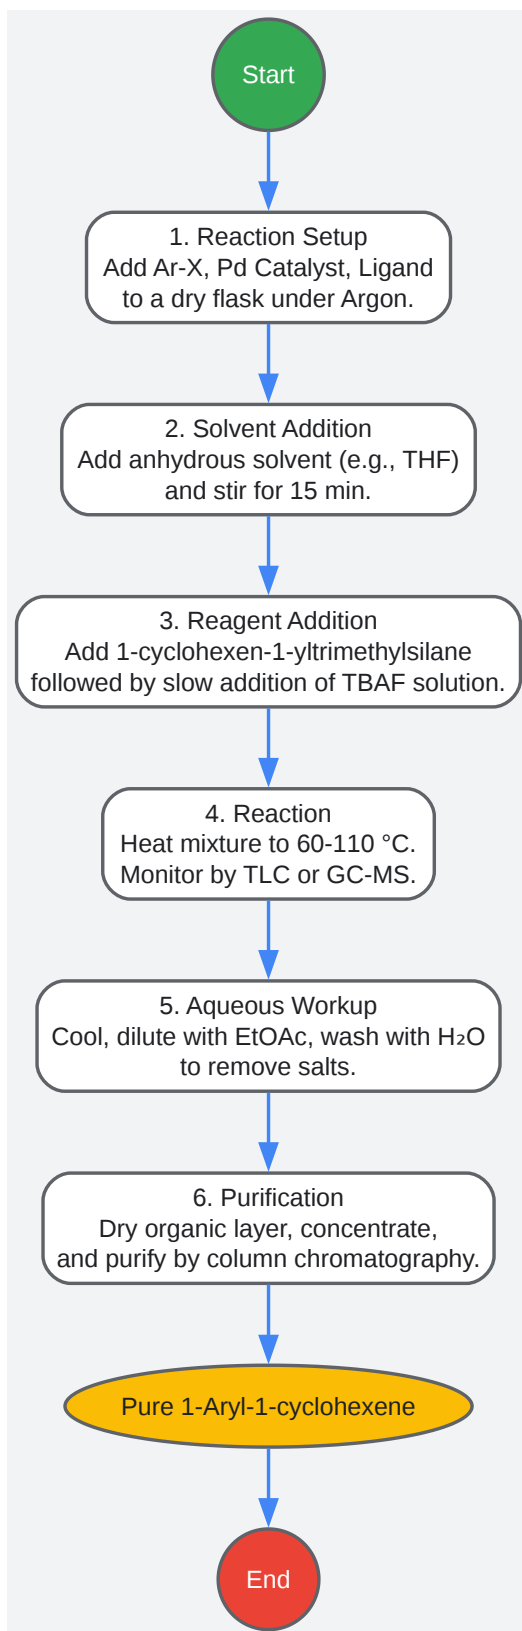 Start
1. Reaction Setup
Add Ar-X, Pd Catalyst, Ligand
to a dry flask under Argon.
2. Solvent Addition
Add anhydrous solvent (e.g., THF)
and stir for 15 min.
3. Reagent Addition
Add 1-cyclohexen-1-yltrimethylsilane
followed by slow addition of TBAF solution.
4. Reaction
Heat mixture to 60-110 °C.
Monitor by TLC or GC-MS.
5. Aqueous Workup
Cool, dilute with EtOAc, wash with H₂O
to remove salts.
6. Purification
Dry organic layer, concentrate,
and purify by column chromatography.
Pure 1-Aryl-1-cyclohexene
End